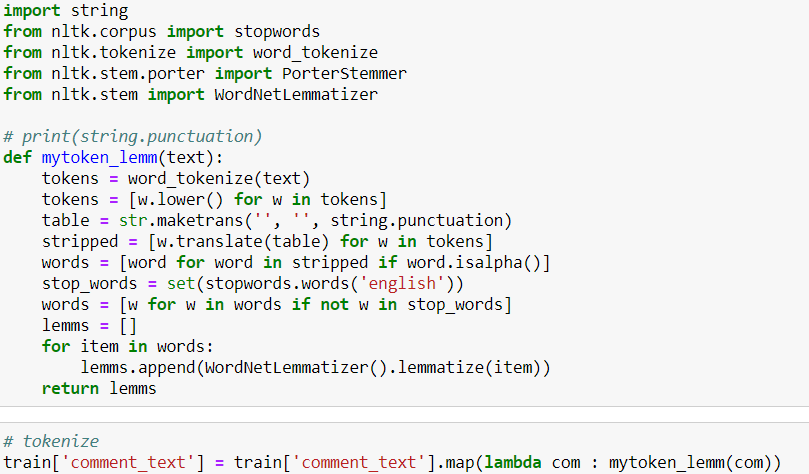 import string
from nltk.corpus import stopwords
from nltk.tokenize import word_tokenize
from nltk.stem.porter import PorterStemmer
from nltk.stem import WordNetLemmatizer

# print(string.punctuation)
def mytoken_lemm(text):
    tokens = word_tokenize(text)
    tokens = [w.lower() for w in tokens]
    table = str.maketrans('', '', string.punctuation)
    stripped = [w.translate(table) for w in tokens]
    words = [word for word in stripped if word.isalpha()]
    stop_words = set(stopwords.words('english'))
    words = [w for w in words if not w in stop_words]
    lemms = []
    for item in words:
        lemms.append(WordNetLemmatizer().lemmatize(item))
    return lemms

# tokenize
train['comment_text'] = train['comment_text'].map(lambda com : mytoken_lemm(com))